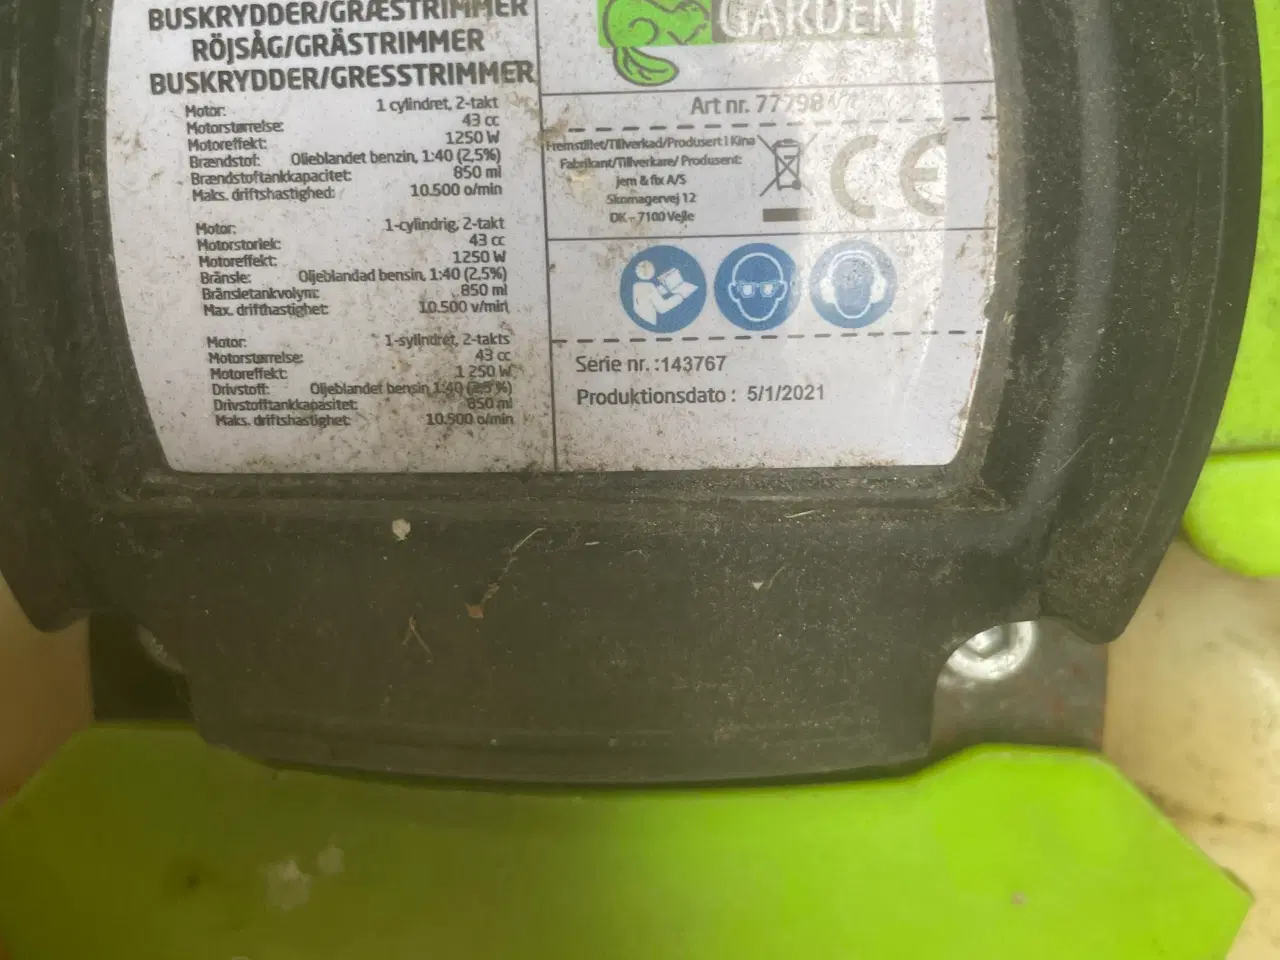 BUSKRYDDER/GRÆSTRIMMER
RÖJSÅG/GRÄSTRIMMER
BUSKRYDDER/GRESSTRIMMER
Motor: 1 cylindret, 2-takt
Motorstørrelse: 43 cc
Motoreffekt: 1250 W
Brændstof: Olieblandet benzin, 1:40 (2,5%)
Brændstoftankkapacitet: 850 ml
Maks. driftshastighed: 10.500 o/min
Motor: 1-cylindrig, 2-takt
Motorstorlek: 43 cc
Motoreffekt: 1250 W
Bränsle: Oljeblandad bensin, 1:40 (2,5%)
Bränsletankvolym: 850 ml
Max. drifthastighet: 10.500 v/min
Motor: 1-sylindret, 2-takts
Motorstørrelse: 43 cc
Motoreffekt: 1 250 W
Drivstoff: Oljeblandet bensin 1:40 (2,5%)
Drivstofftankkapasitet: 850 ml
Maks. driftshastighet: 10.500 o/min
GARDEN
Art nr. 77798
Fremstillet/Tillverkad/Produsert i Kina
Fabrikant/Tillverkare/ Produsent:
jem & fix A/S
Skomagervej 12
DK - 7100 Vejle
CE
Serie nr. :143767
Produktionsdato : 5/1/2021